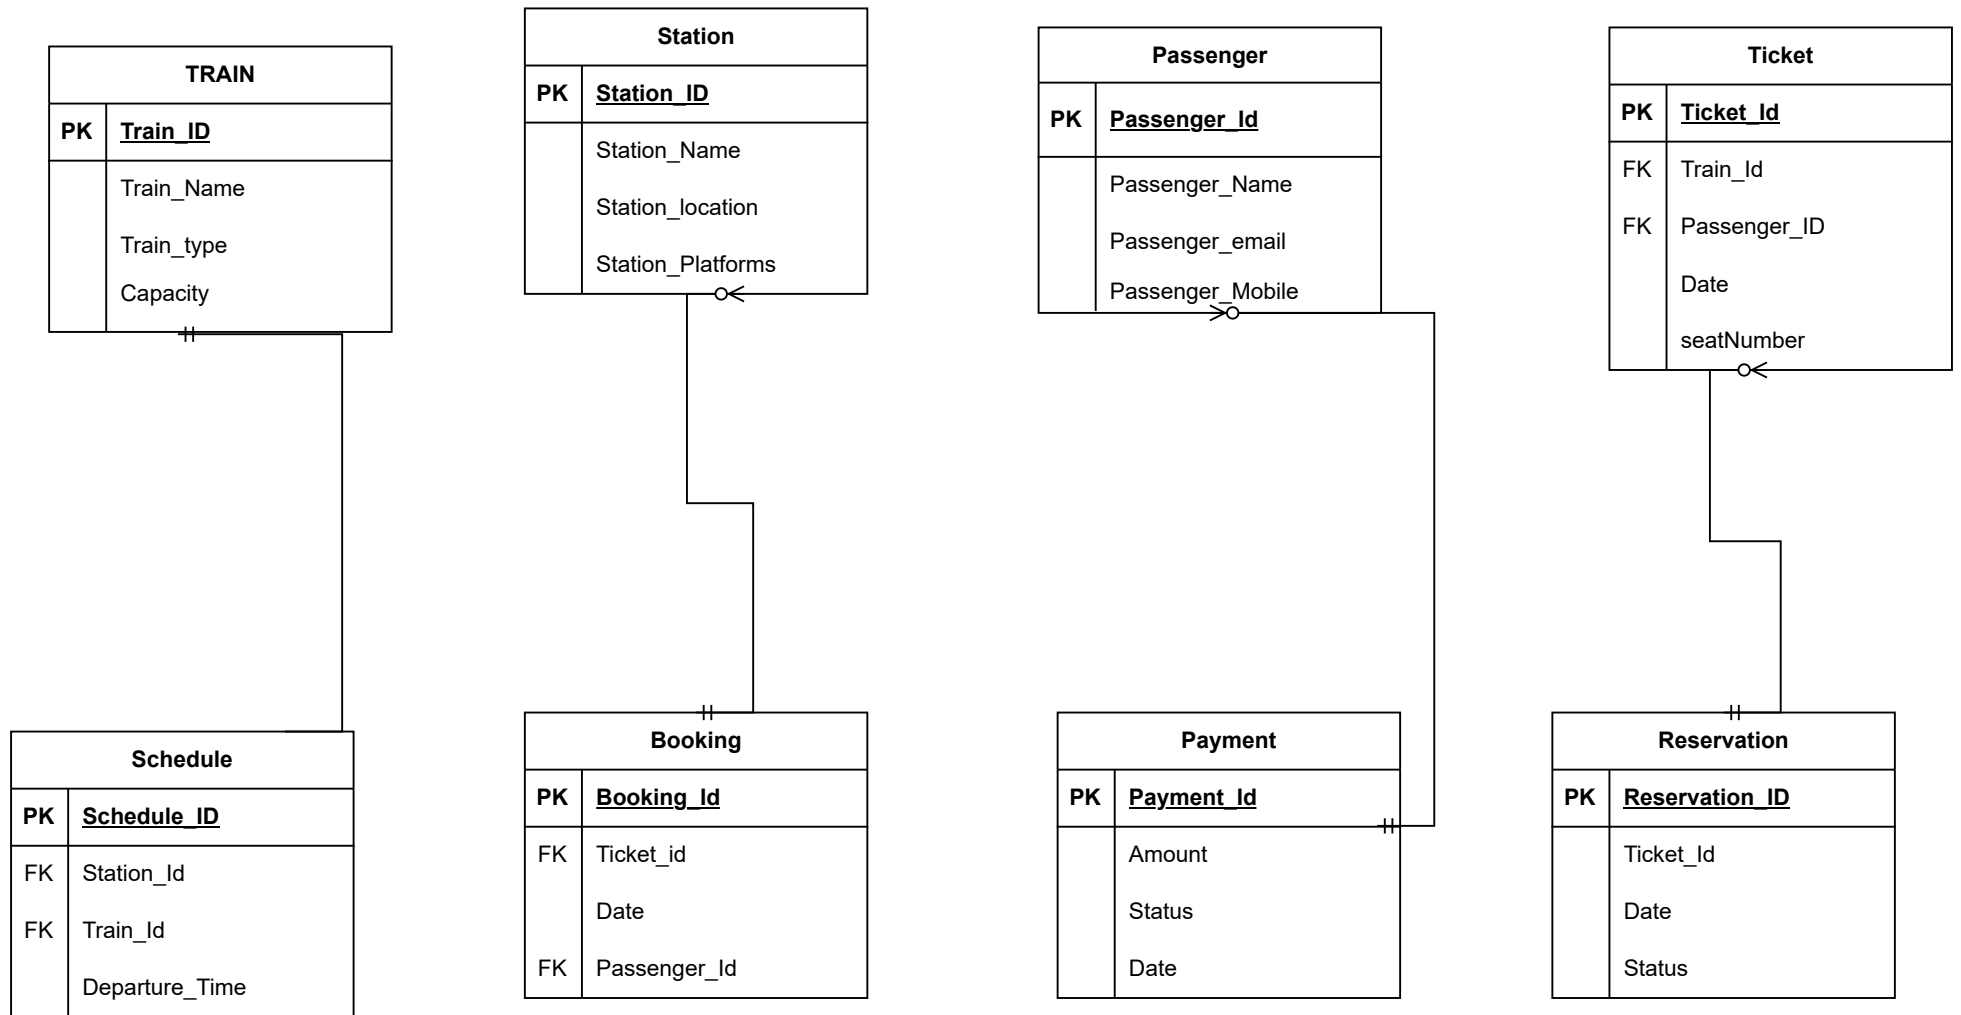 TRAIN
PK Train_ID
Train_Name
Train_type
Capacity
Station
PK Station_ID
Station_Name
Station_location
Station_Platforms
Passenger
PK Passenger_Id
Passenger_Name
Passenger_email
Passenger_Mobile
Ticket
PK Ticket_Id
FK Train_Id
FK Passenger_ID
Date
seatNumber
Schedule
PK Schedule_ID
FK Station_Id
FK Train_Id
Departure_Time
Booking
PK Booking_Id
FK Ticket_id
Date
FK Passenger_Id
Payment
PK Payment_Id
Amount
Status
Date
Reservation
PK Reservation_ID
Ticket_Id
Date
Status